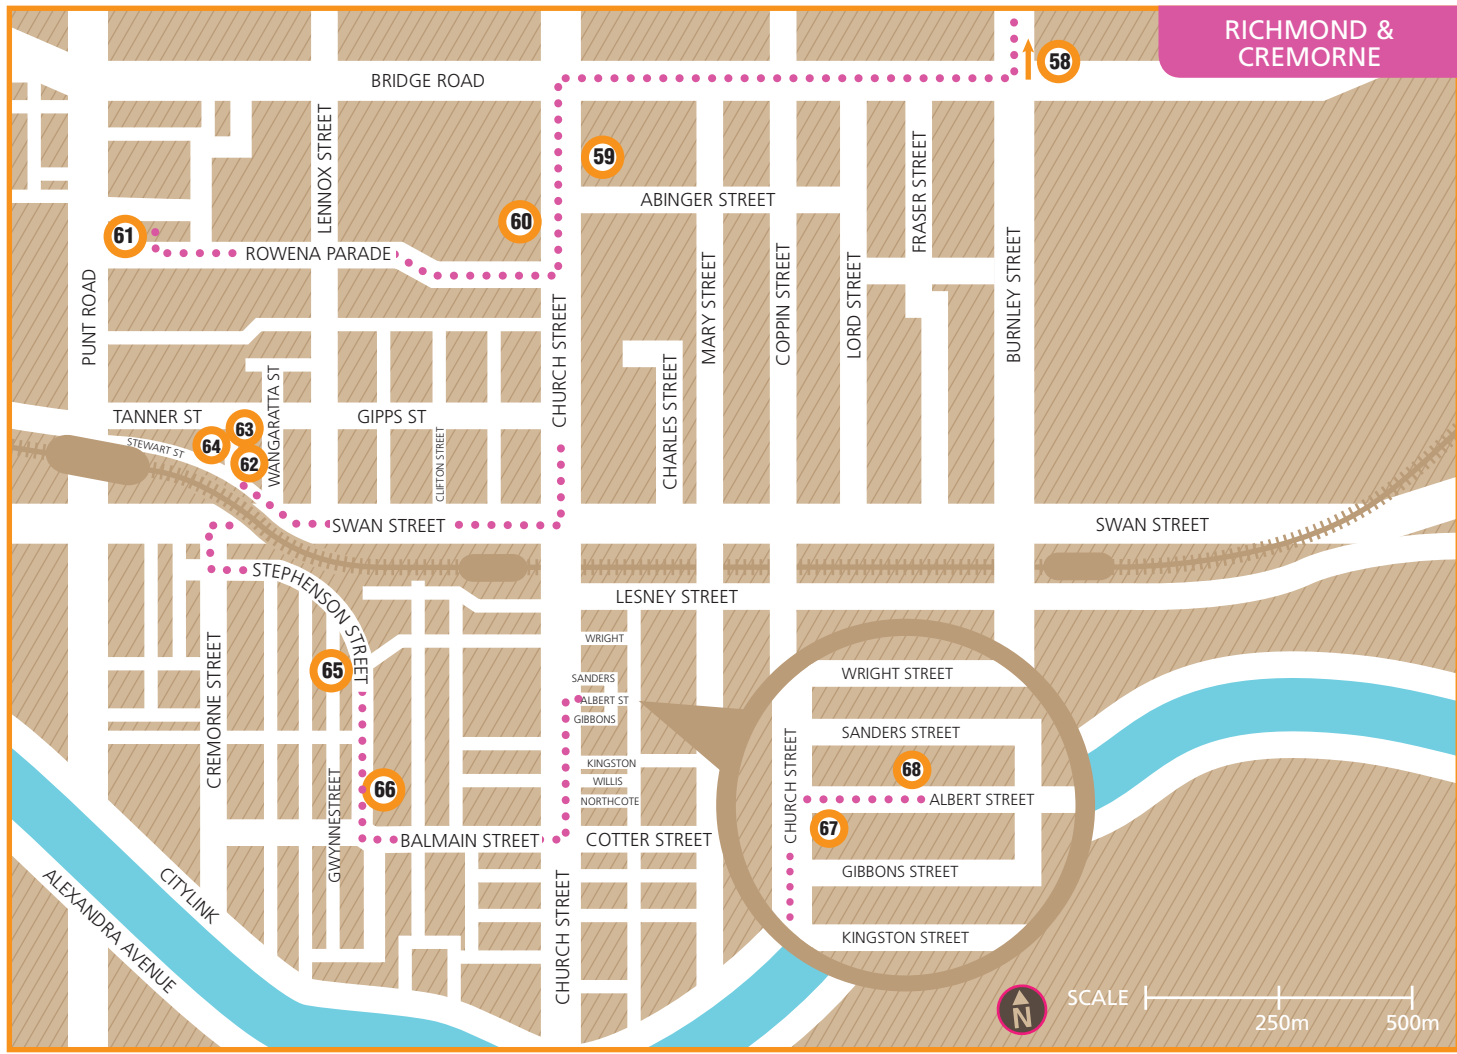 RICHMOND &
CREMORNE
58
BRIDGE ROAD
LENNOX STREET
59
ABINGER STREET
FRASER STREET
60
61
ROWENA PARADE
PUNT ROAD
CHURCH STREET
MARY STREET
COPPIN STREET
LORD STREET
BURNLEY STREET
CHARLES STREET
TANNER ST
WANGARATTA ST
GIPPS ST
CLIFTON STREET
STEWART ST
63
64
62
SWAN STREET
SWAN STREET
STEPHENSON STREET
LESNEY STREET
CREMORNE STREET
65
WRIGHT
SANDERS
ALBERT ST
GIBBONS
KINGSTON
WILLIS
NORTHCOTE
66
GWYNNESTREET
BALMAIN STREET
COTTER STREET
CHURCH STREET
CITYLINK
ALEXANDRA AVENUE
WRIGHT STREET
SANDERS STREET
68
CHURCH STREET
ALBERT STREET
67
GIBBONS STREET
KINGSTON STREET
N
SCALE
250m
500m